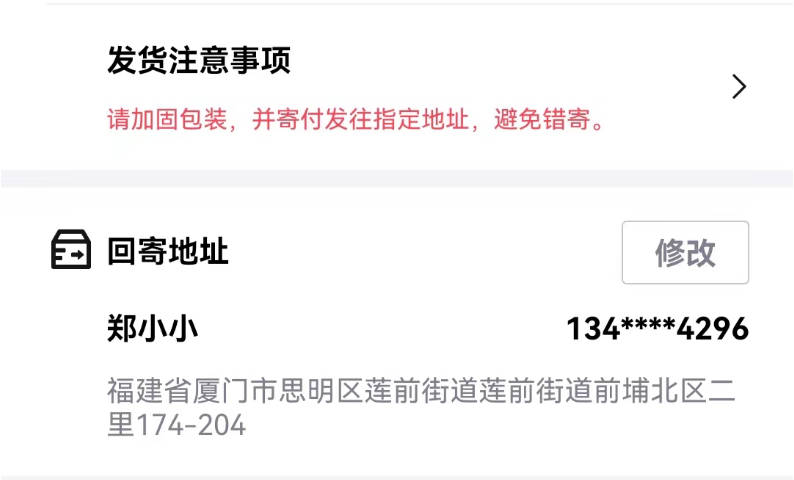 发货注意事项
请加固包装，并寄付发往指定地址，避免错寄。
回寄地址
修改
郑小小
134****4296
福建省厦门市思明区莲前街道莲前街道前埔北区二
里174-204